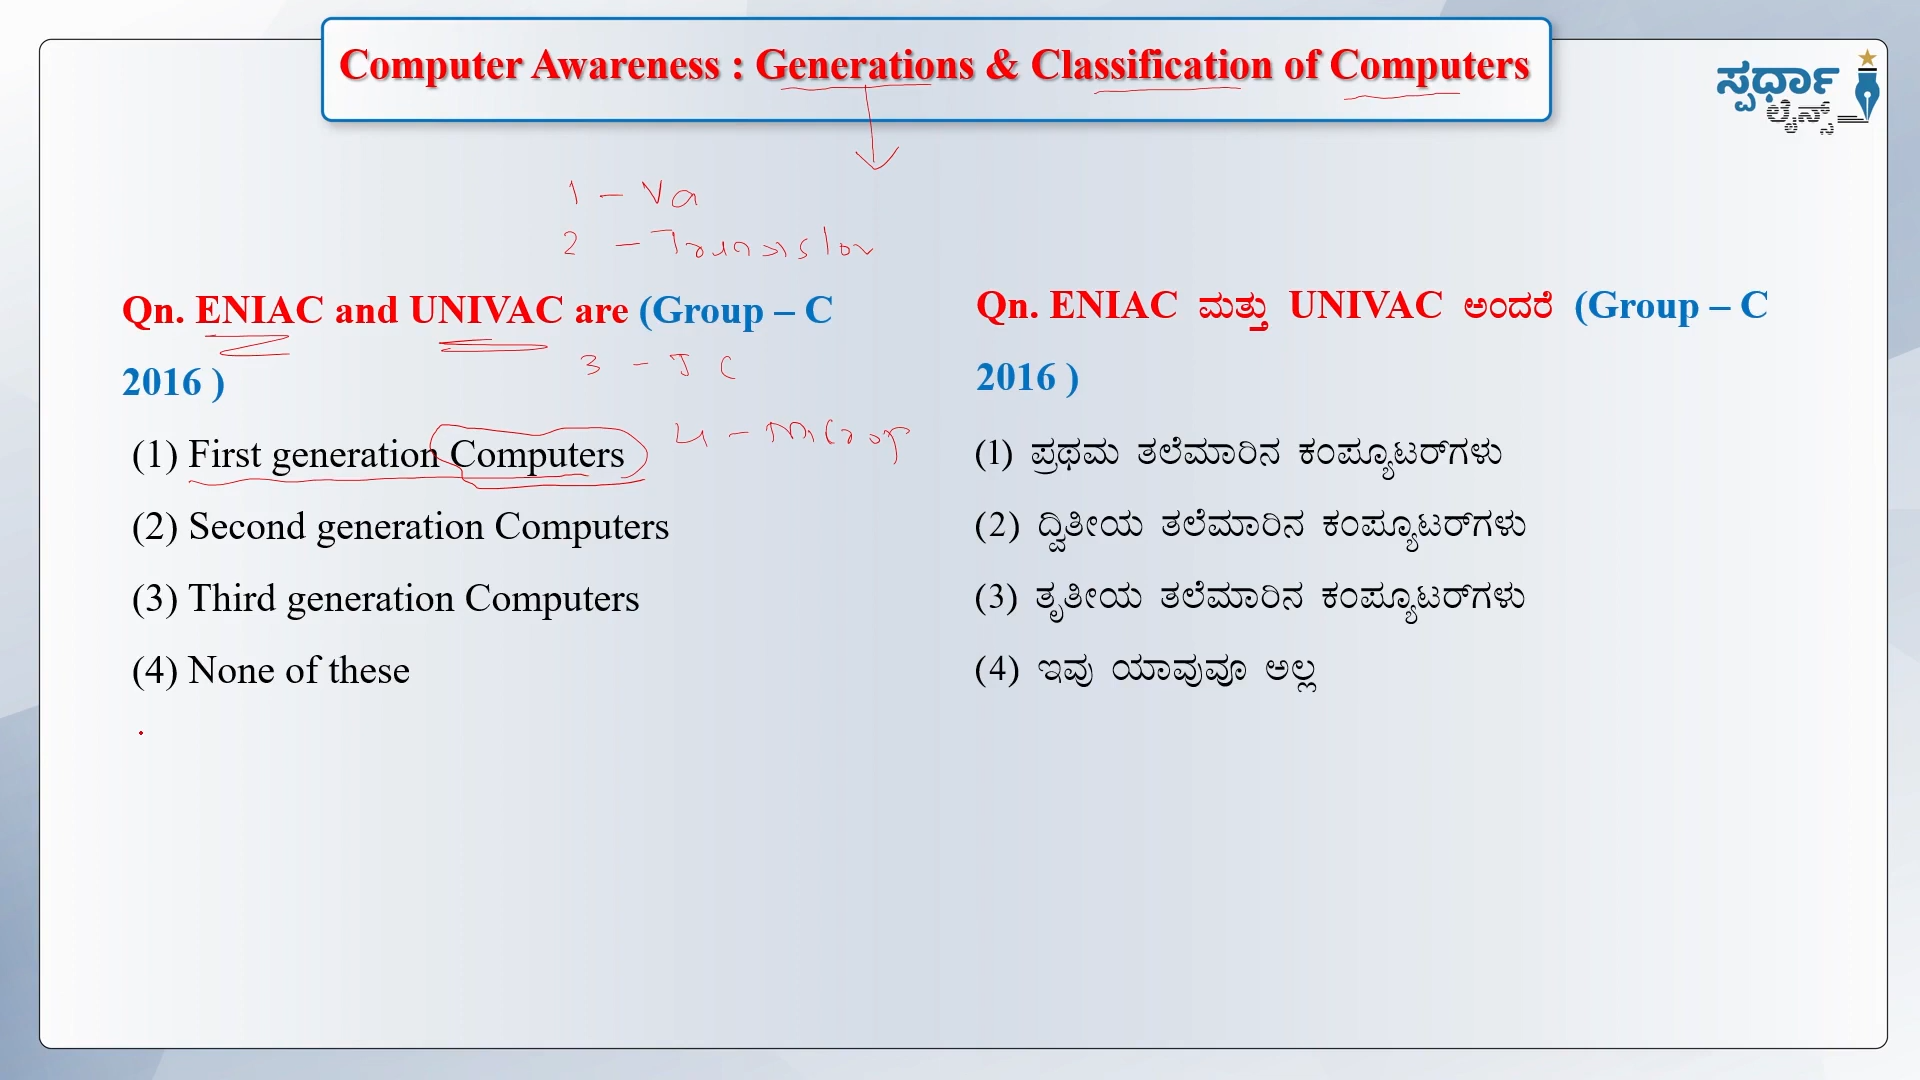 Computer Awareness : Generations & Classification of Computers
ಸ್ಪರ್ಧಾ
ಲೈನ್ಸ್
1 - Va
2 - Transistor
Qn. ENIAC and UNIVAC are (Group – C
2016 )
3 - IC
4 - Microp
(1) First generation Computers
(2) Second generation Computers
(3) Third generation Computers
(4) None of these
Qn. ENIAC ಮತ್ತು UNIVAC ಅಂದರೆ (Group – C
2016 )
(1) ಪ್ರಥಮ ತಲೆಮಾರಿನ ಕಂಪ್ಯೂಟರ್‌ಗಳು
(2) ದ್ವಿತೀಯ ತಲೆಮಾರಿನ ಕಂಪ್ಯೂಟರ್‌ಗಳು
(3) ತೃತೀಯ ತಲೆಮಾರಿನ ಕಂಪ್ಯೂಟರ್‌ಗಳು
(4) ಇವು ಯಾವುವೂ ಅಲ್ಲ